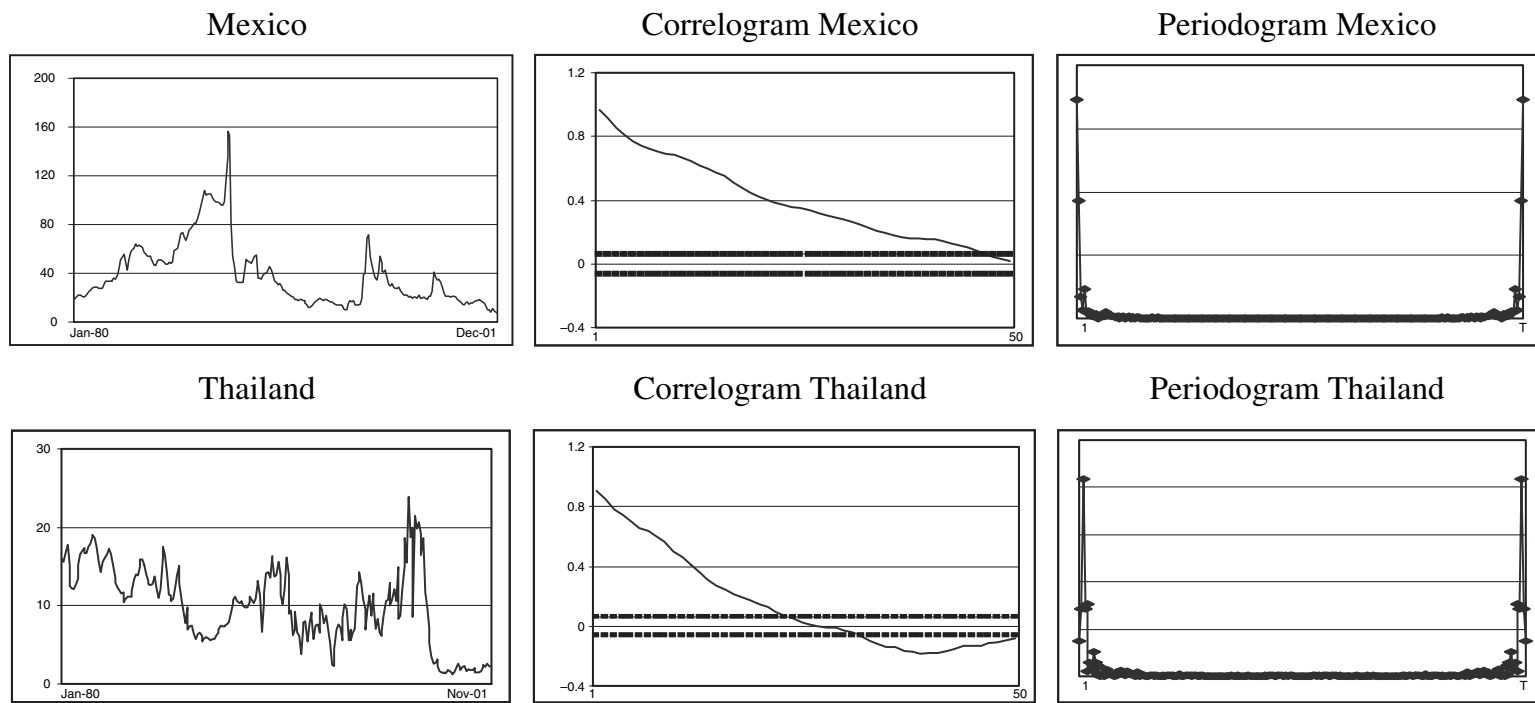 Mexico
Correlogram Mexico
Periodogram Mexico
200
160
120
80
40
0
Jan-80
Dec-01
1.2
0.8
0.4
0
−0.4
1
50
1
T
Thailand
Correlogram Thailand
Periodogram Thailand
30
20
10
0
Jan-80
Nov-01
1.2
0.8
0.4
0
−0.4
1
50
1
T